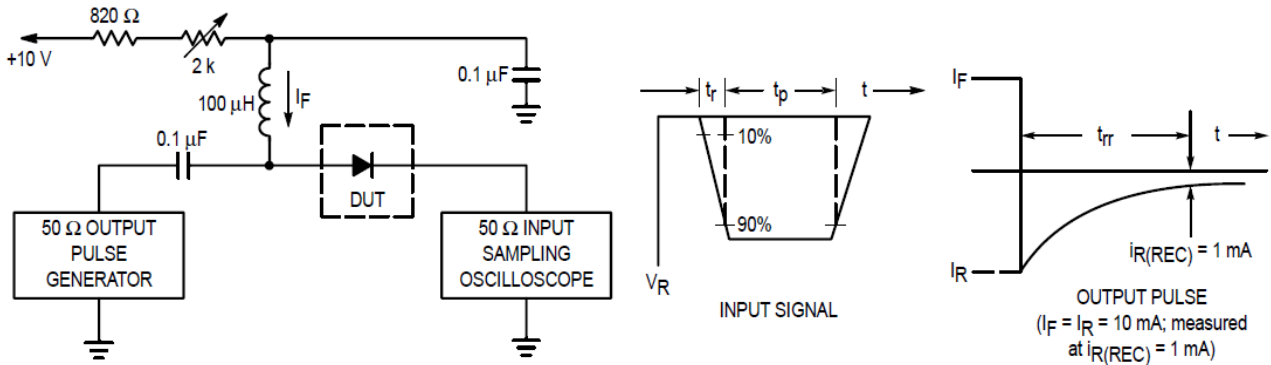 820 Ω
+10 V
2 k
0.1 µF
100 µH
IF
0.1 µF
DUT
50 Ω OUTPUT
PULSE
GENERATOR
50 Ω INPUT
SAMPLING
OSCILLOSCOPE
tr
tp
t
10%
90%
VR
INPUT SIGNAL
IF
trr
t
IR
iR(REC) = 1 mA
OUTPUT PULSE
(IF = IR = 10 mA; measured
at iR(REC) = 1 mA)